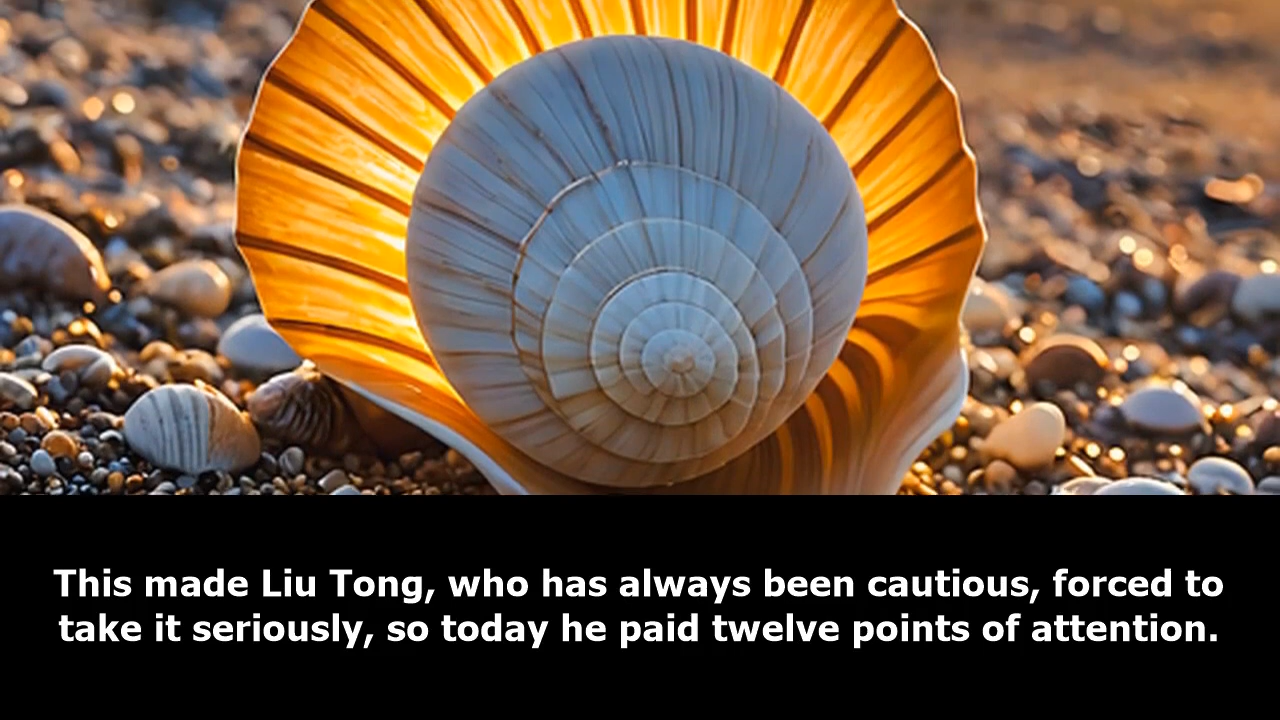 This made Liu Tong, who has always been cautious, forced to
take it seriously, so today he paid twelve points of attention.